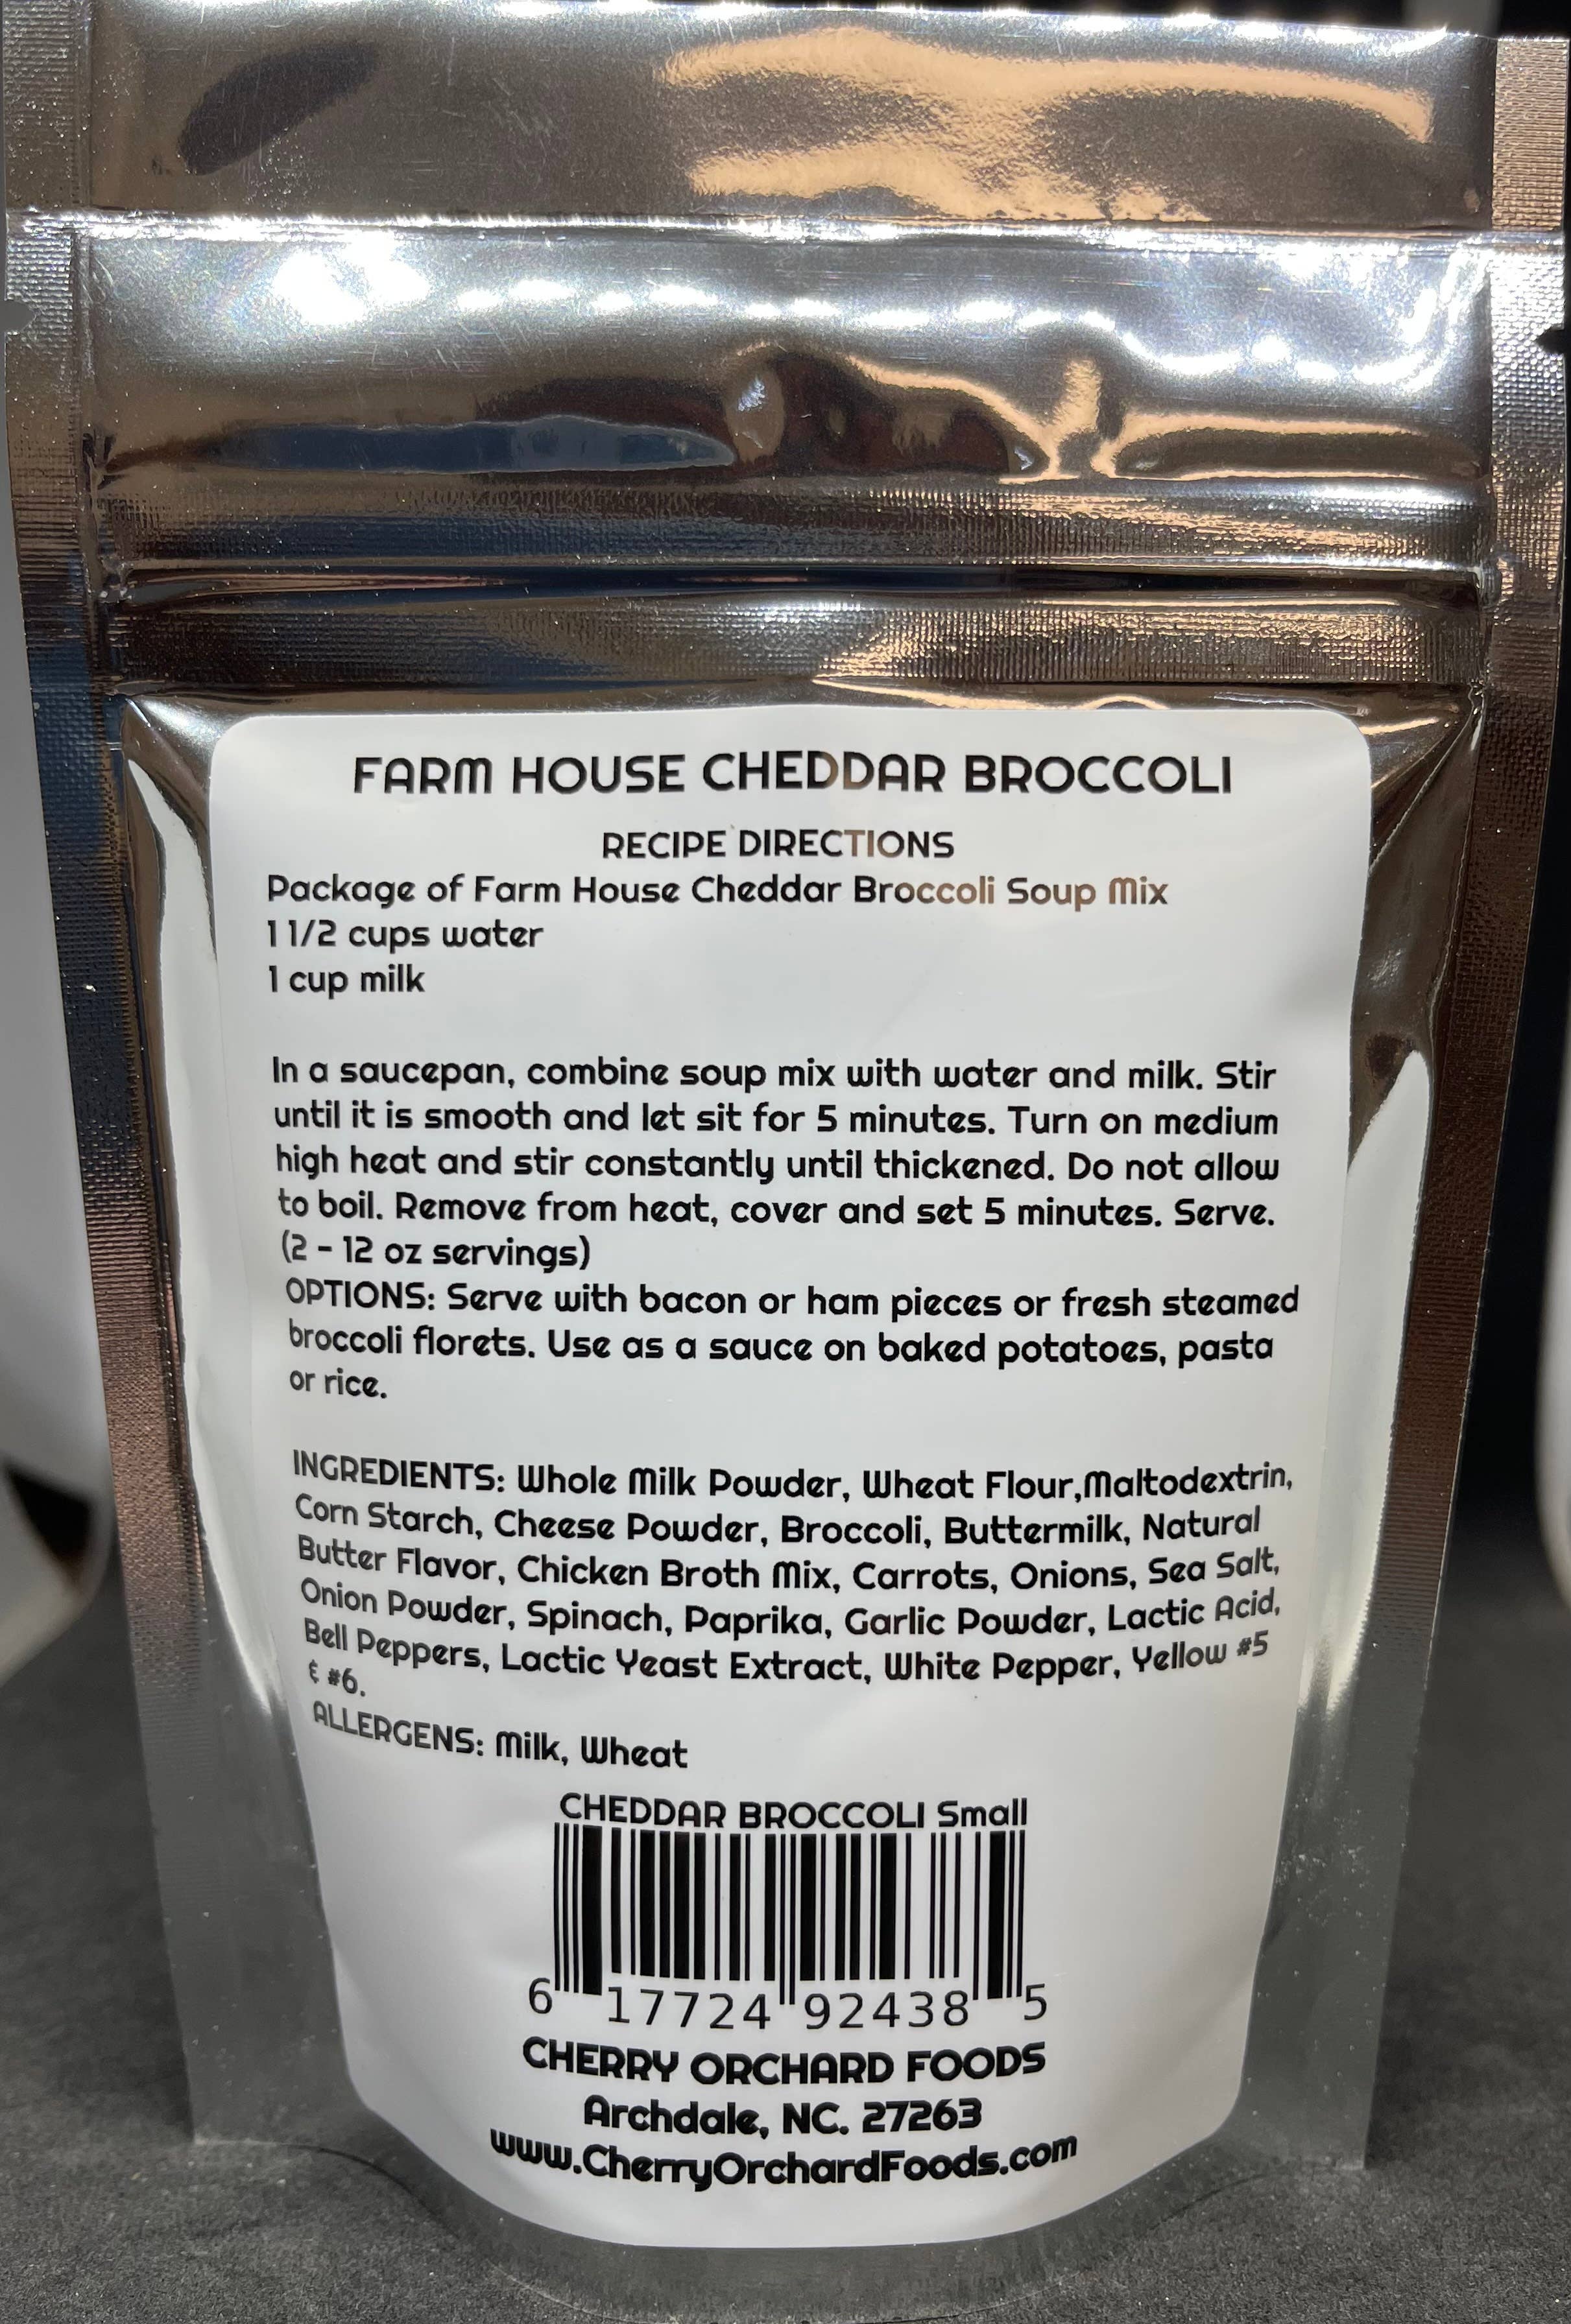 FARM HOUSE CHEDDAR BROCCOLI
RECIPE DIRECTIONS
Package of Farm House Cheddar Broccoli Soup Mix
1 1/2 cups water
1 cup milk
In a saucepan, combine soup mix with water and milk. Stir
until it is smooth and let sit for 5 minutes. Turn on medium
high heat and stir constantly until thickened. Do not allow
to boil. Remove from heat, cover and set 5 minutes. Serve.
(2 - 12 oz servings)
OPTIONS: Serve with bacon or ham pieces or fresh steamed
broccoli florets. Use as a sauce on baked potatoes, pasta
or rice.
INGREDIENTS: Whole Milk Powder, Wheat Flour,Maltodextrin,
Corn Starch, Cheese Powder, Broccoli, Buttermilk, Natural
Butter Flavor, Chicken Broth Mix, Carrots, Onions, Sea Salt,
Onion Powder, Spinach, Paprika, Garlic Powder, Lactic Acid,
Bell Peppers, Lactic Yeast Extract, White Pepper, Yellow #5
& #6.
ALLERGENS: Milk, Wheat
CHEDDAR BROCCOLI Small
6 17724 92438 5
CHERRY ORCHARD FOODS
Archdale, NC. 27263
www.CherryOrchardFoods.com